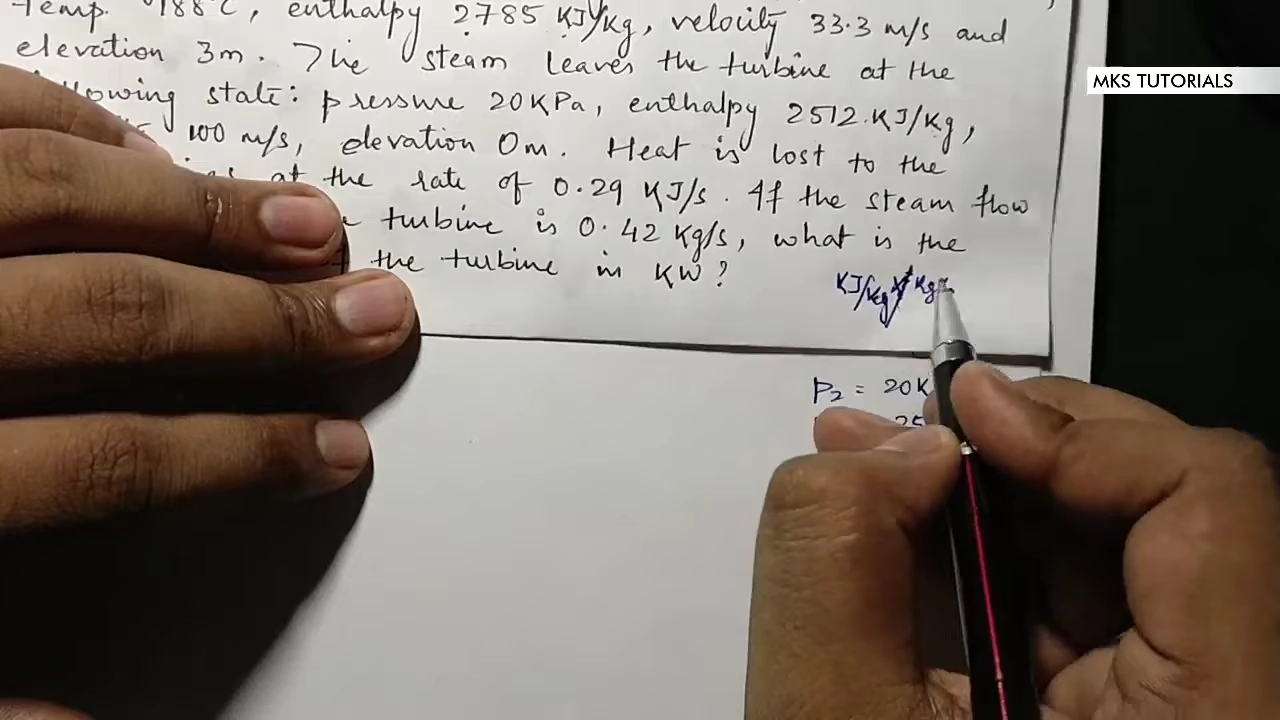 temp. 188°C, enthalpy 2785 KJ/Kg, velocity 33.3 m/s and
elevation 3m. The steam leaves the turbine at the
state: pressure 20KPa, enthalpy 2512 KJ/Kg,
100 m/s, elevation 0m. Heat is lost to the
at the rate of 0.29 KJ/s. If the steam flow
turbine is 0.42 Kg/s, what is the
the turbine in KW?
KJ/Kg
Kg
P₂ = 20K
MKS TUTORIALS